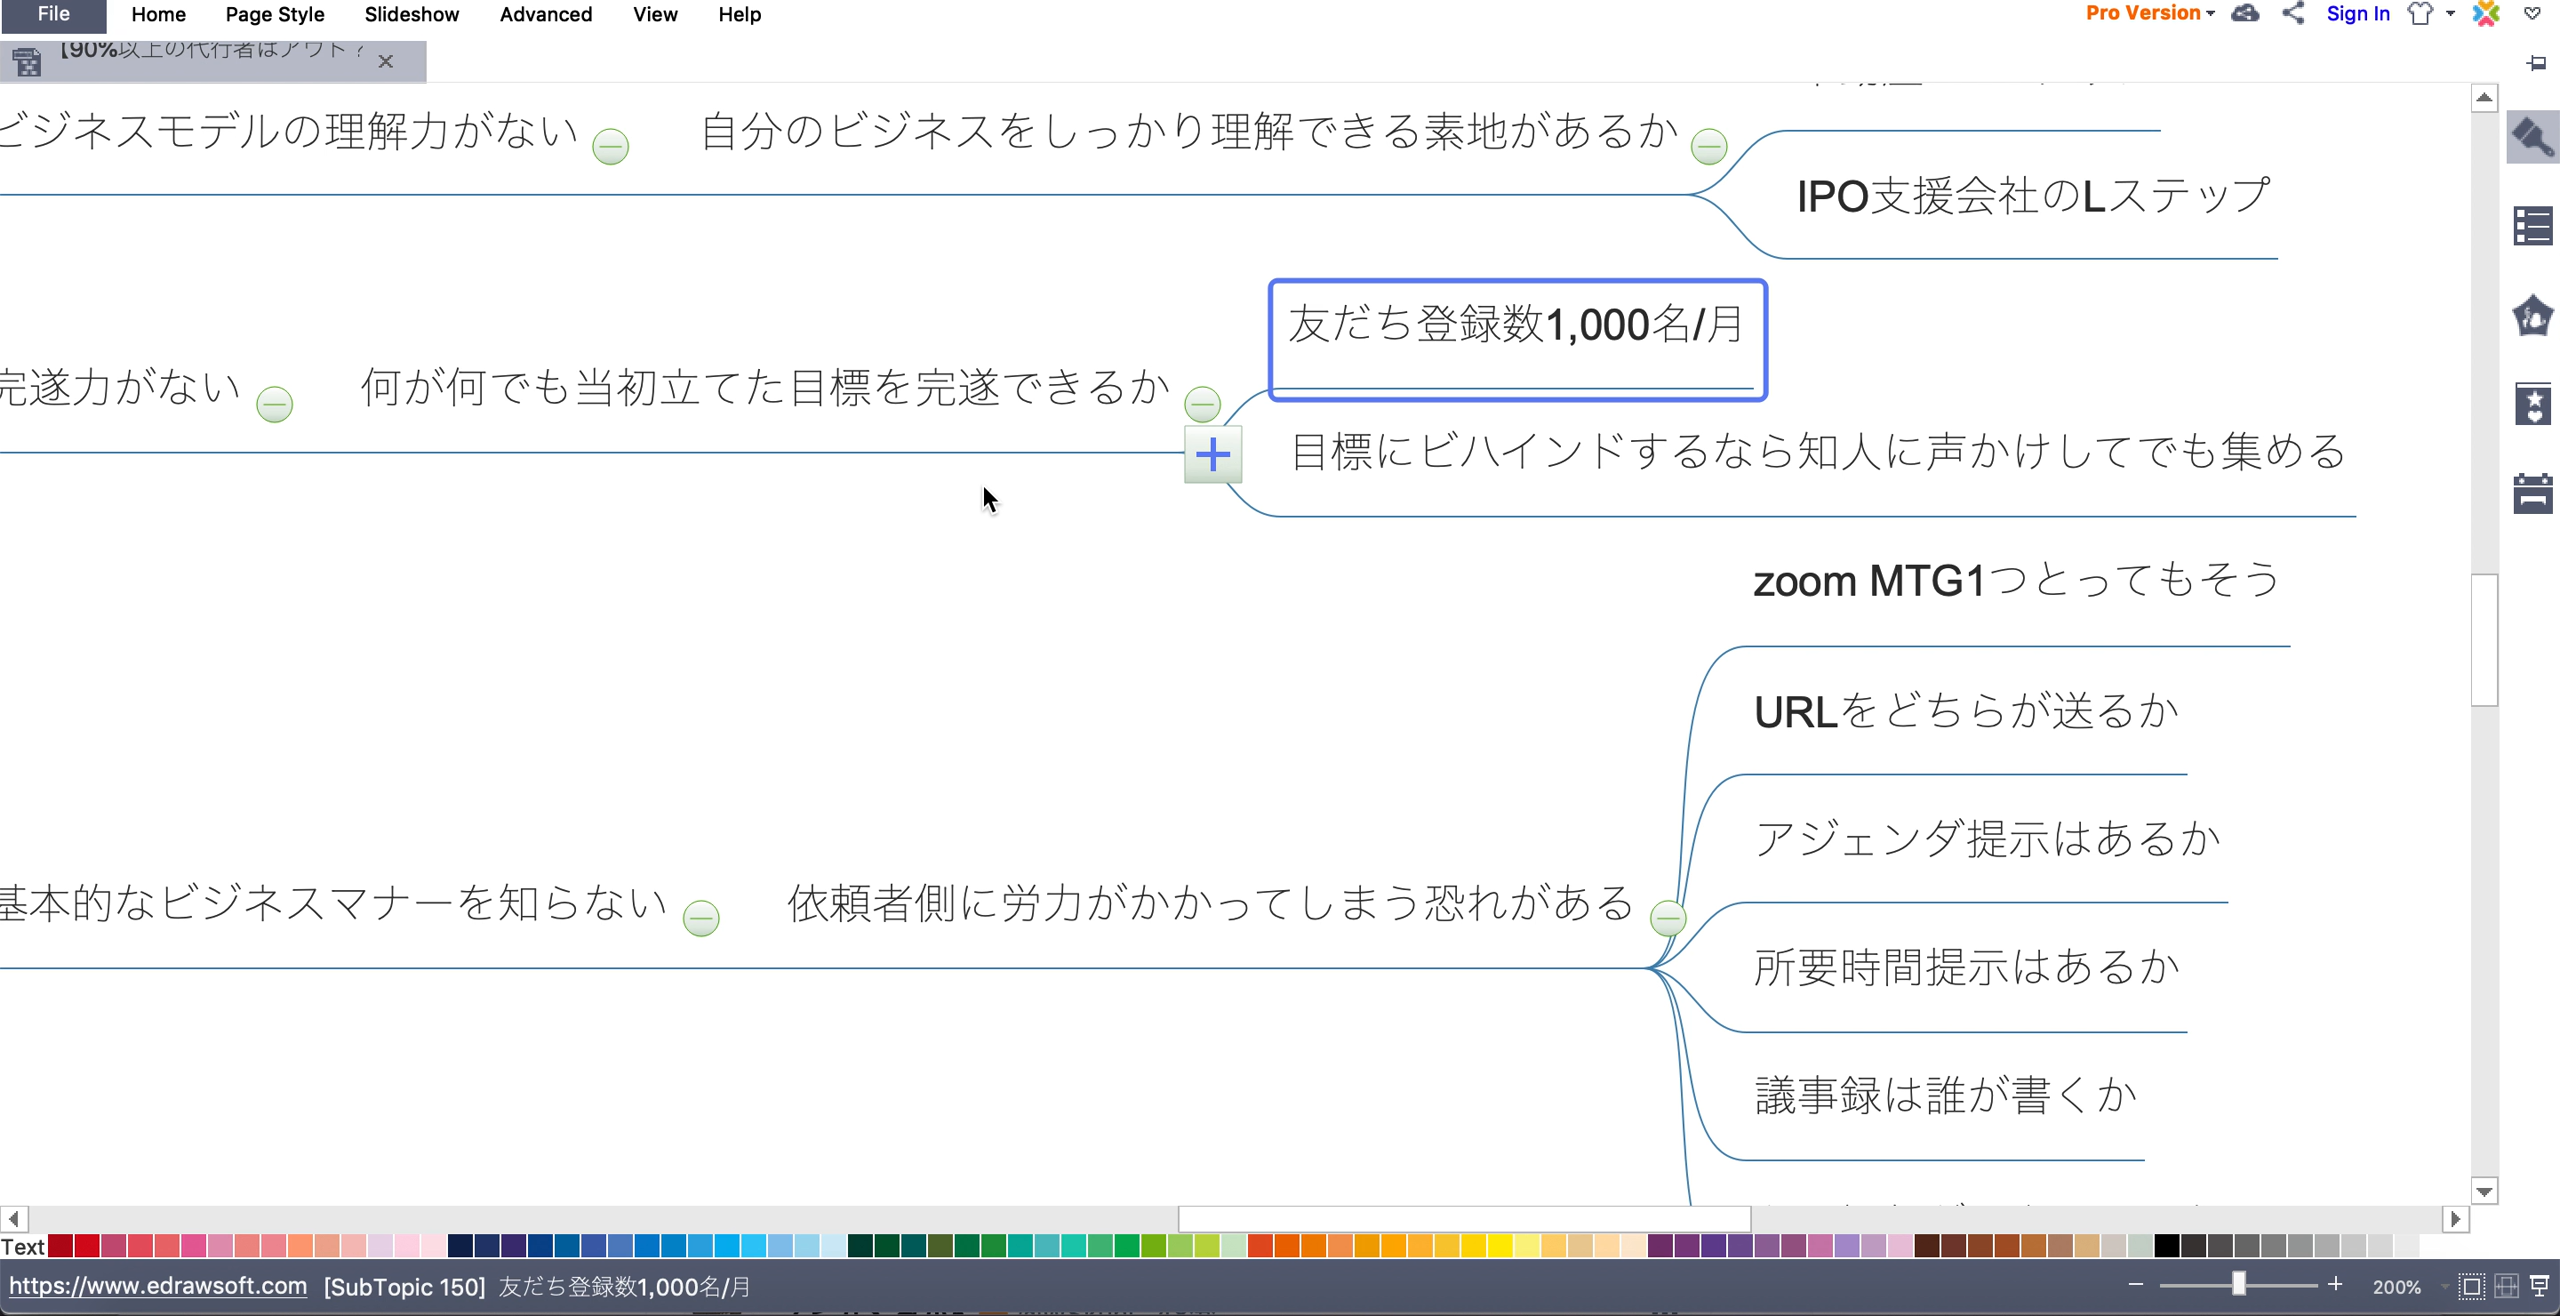 File Home Page Style Slideshow Advanced View Help Pro Version Sign In
【90%以上の代行者はアウト？
ビジネスモデルの理解力がない 自分のビジネスをしっかり理解できる素地があるか
IPO支援会社のLステップ
友だち登録数1,000名/月
完遂力がない 何が何でも当初立てた目標を完遂できるか
目標にビハインドするなら知人に声かけしてでも集める
zoom MTG1つとってもそう
URLをどちらが送るか
アジェンダ提示はあるか
基本的なビジネスマナーを知らない 依頼者側に労力がかかってしまう恐れがある
所要時間提示はあるか
議事録は誰が書くか
Text
https://www.edrawsoft.com [SubTopic 150] 友だち登録数1,000名/月 200%